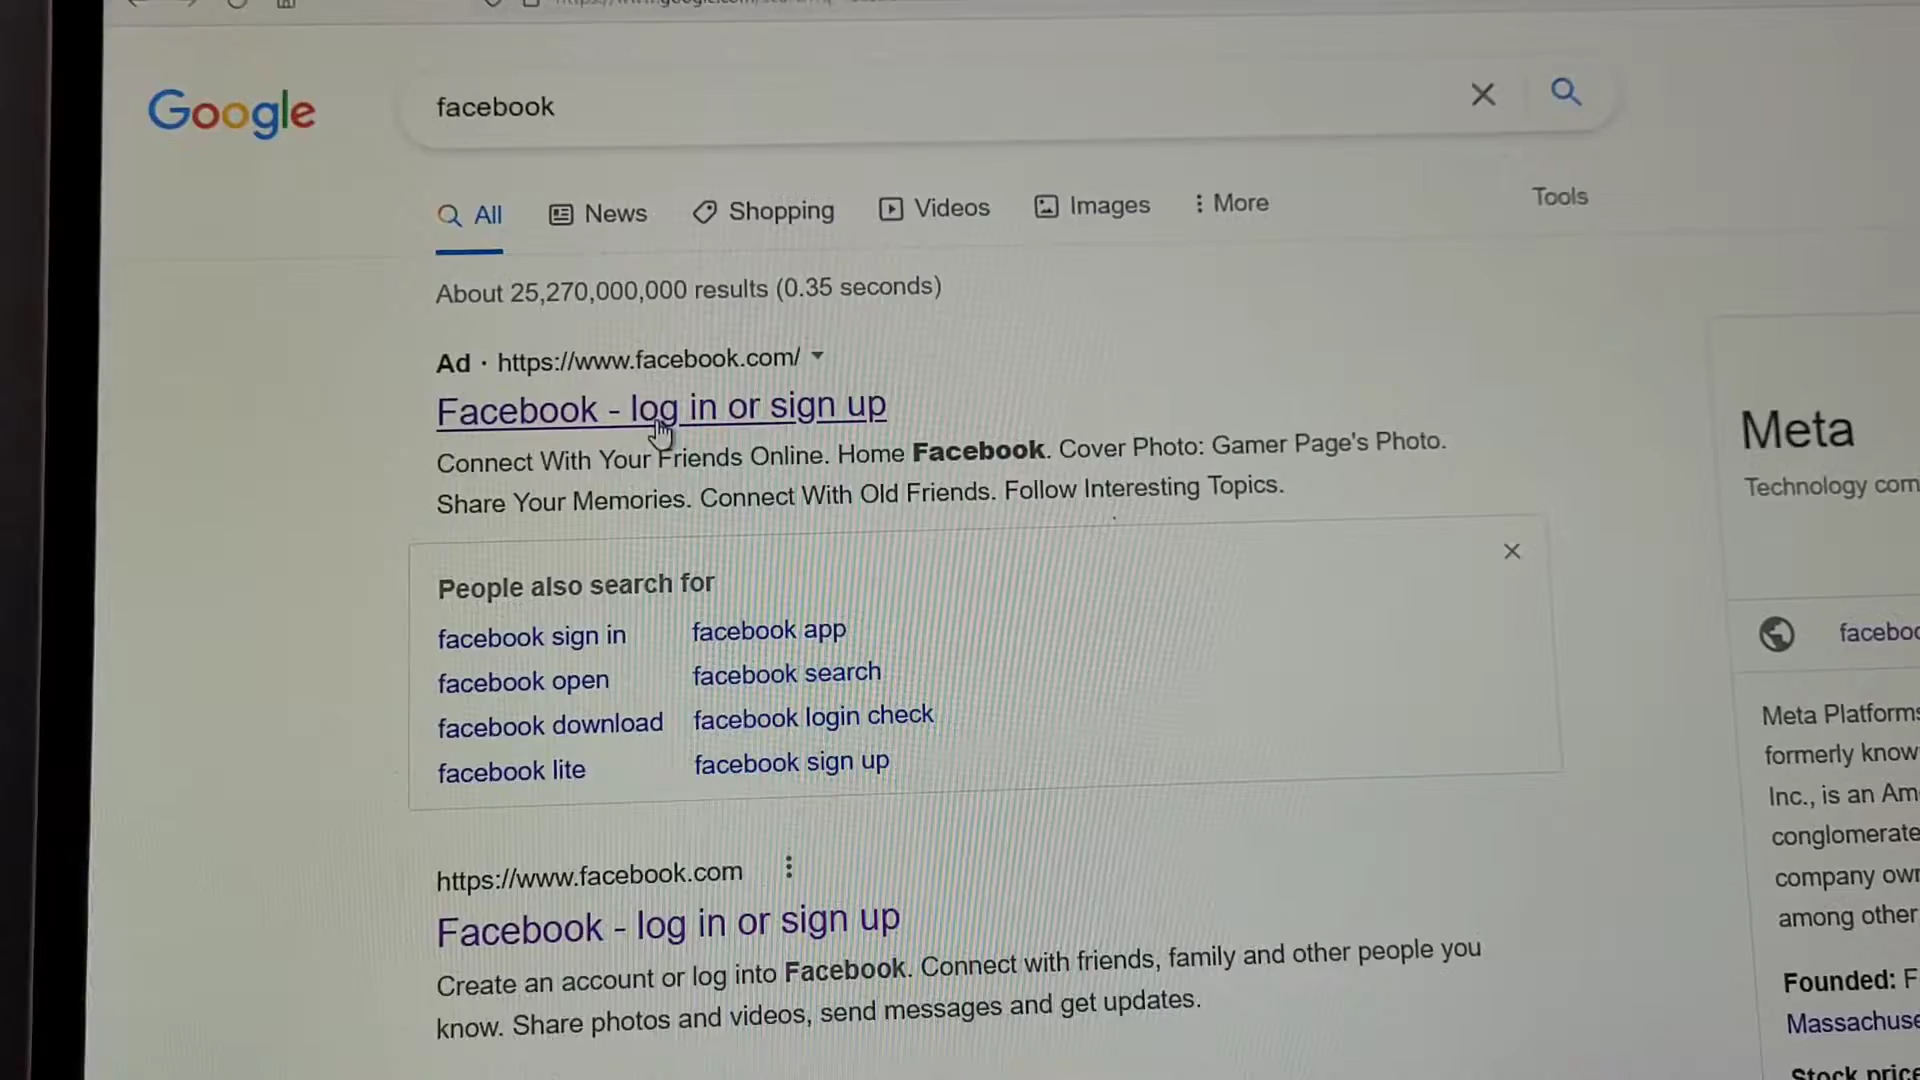 Google
facebook
All News Shopping Videos Images More Tools
About 25,270,000,000 results (0.35 seconds)
Ad · https://www.facebook.com/
Facebook - log in or sign up
Connect With Your Friends Online. Home Facebook. Cover Photo: Gamer Page's Photo.
Share Your Memories. Connect With Old Friends. Follow Interesting Topics.
People also search for
facebook sign in facebook app
facebook open facebook search
facebook download facebook login check
facebook lite facebook sign up
https://www.facebook.com
Facebook - log in or sign up
Create an account or log into Facebook. Connect with friends, family and other people you
know. Share photos and videos, send messages and get updates.
Meta
Technology com
faceboo
Meta Platforms
formerly know
Inc., is an Am
conglomerate
company own
among other
Founded: F
Massachuse
Stock price